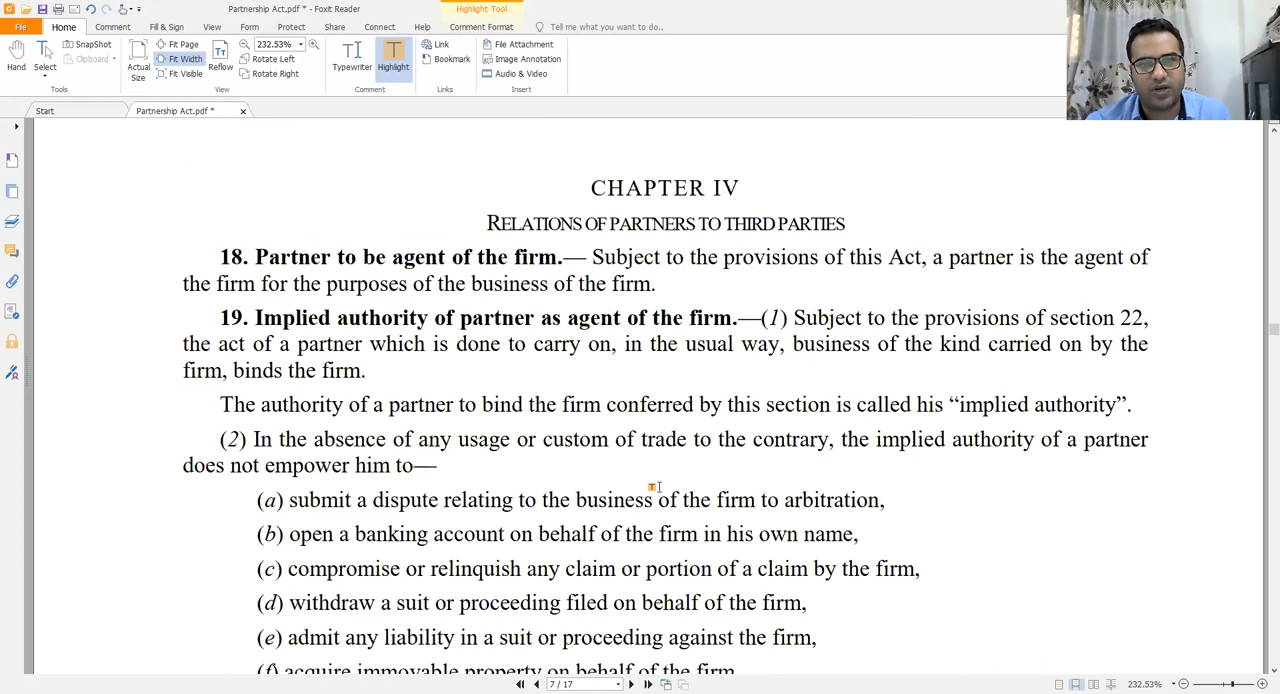 Partnership Act.pdf * - Foxit Reader
Highlight Tool
File Home Comment Fill & Sign View Form Protect Share Connect Help Comment Format Tell me what you want to do...
Hand
Select
SnapShot
Clipboard
Actual Size
Fit Page
Fit Width
Fit Visible
Reflow
232.53%
Rotate Left
Rotate Right
Typewriter
Highlight
Link
Bookmark
File Attachment
Image Annotation
Audio & Video
Tools View Comment Links Insert
Start Partnership Act.pdf *
CHAPTER IV
RELATIONS OF PARTNERS TO THIRD PARTIES
18. Partner to be agent of the firm.— Subject to the provisions of this Act, a partner is the agent of
the firm for the purposes of the business of the firm.
19. Implied authority of partner as agent of the firm.—(1) Subject to the provisions of section 22,
the act of a partner which is done to carry on, in the usual way, business of the kind carried on by the
firm, binds the firm.
The authority of a partner to bind the firm conferred by this section is called his “implied authority”.
(2) In the absence of any usage or custom of trade to the contrary, the implied authority of a partner
does not empower him to—
(a) submit a dispute relating to the business of the firm to arbitration,
(b) open a banking account on behalf of the firm in his own name,
(c) compromise or relinquish any claim or portion of a claim by the firm,
(d) withdraw a suit or proceeding filed on behalf of the firm,
(e) admit any liability in a suit or proceeding against the firm,
(f) acquire immovable property on behalf of the firm
7 / 17
232.53%